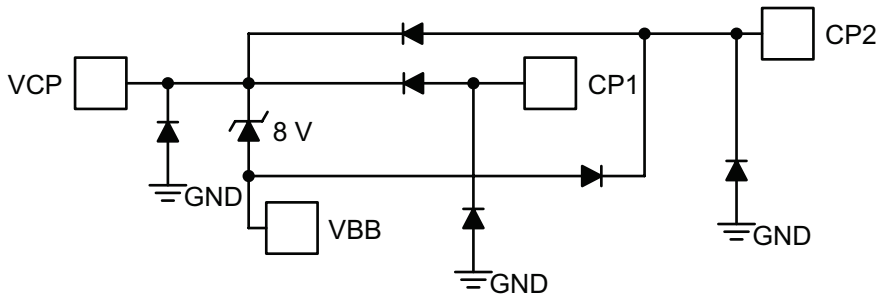 CP2
VCP
CP1
8 V
GND
VBB
GND
GND